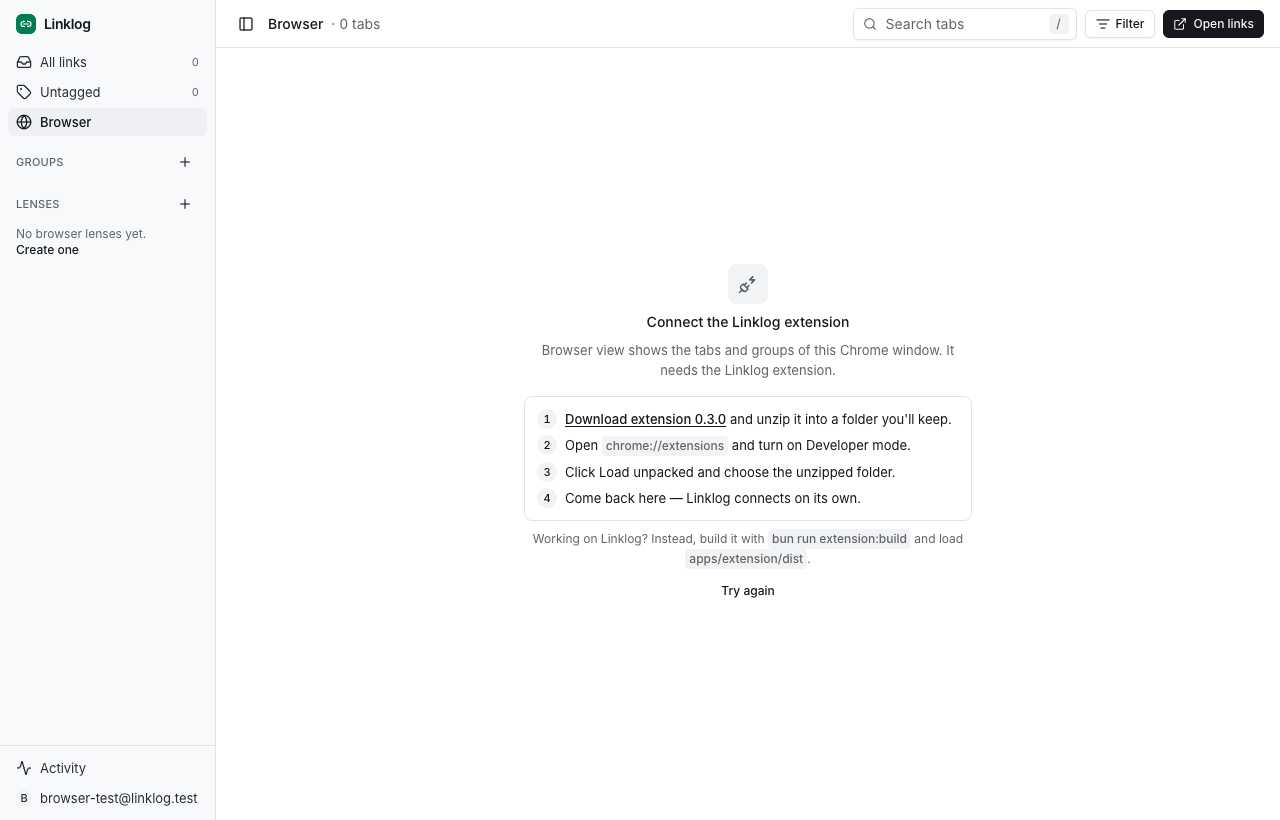 Linklog
All links 0
Untagged 0
Browser
GROUPS
LENSES
No browser lenses yet.
Create one
Activity
B browser-test@linklog.test
Browser · 0 tabs
Search tabs /
Filter
Open links
Connect the Linklog extension
Browser view shows the tabs and groups of this Chrome window. It
needs the Linklog extension.
1 Download extension 0.3.0 and unzip it into a folder you'll keep.
2 Open chrome://extensions and turn on Developer mode.
3 Click Load unpacked and choose the unzipped folder.
4 Come back here — Linklog connects on its own.
Working on Linklog? Instead, build it with bun run extension:build and load
apps/extension/dist.
Try again